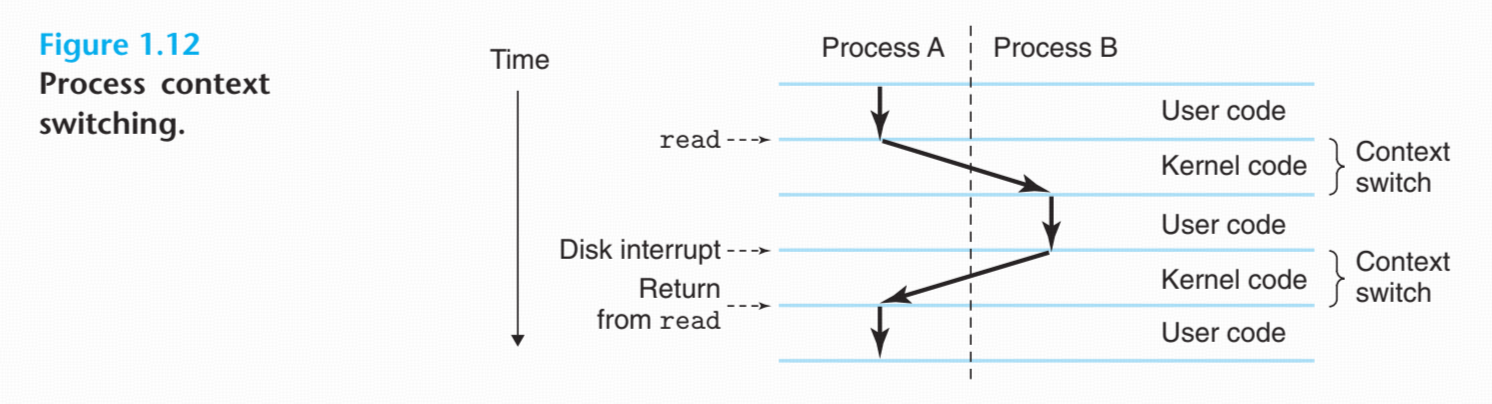 Figure 1.12
Process context
switching.
Time
Process A
Process B
User code
read
Kernel code
Context
switch
User code
Disk interrupt
Kernel code
Context
switch
Return
from read
User code